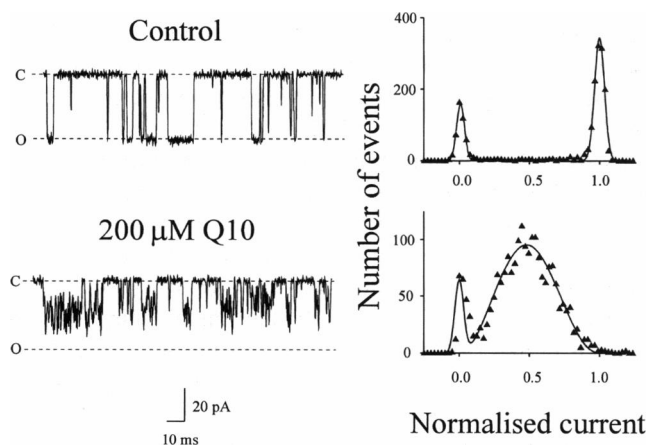 Control
C
O
200 µM Q10
C
O
20 pA
10 ms
Number of events
400
200
0
0.0 0.5 1.0
100
50
0
0.0 0.5 1.0
Normalised current